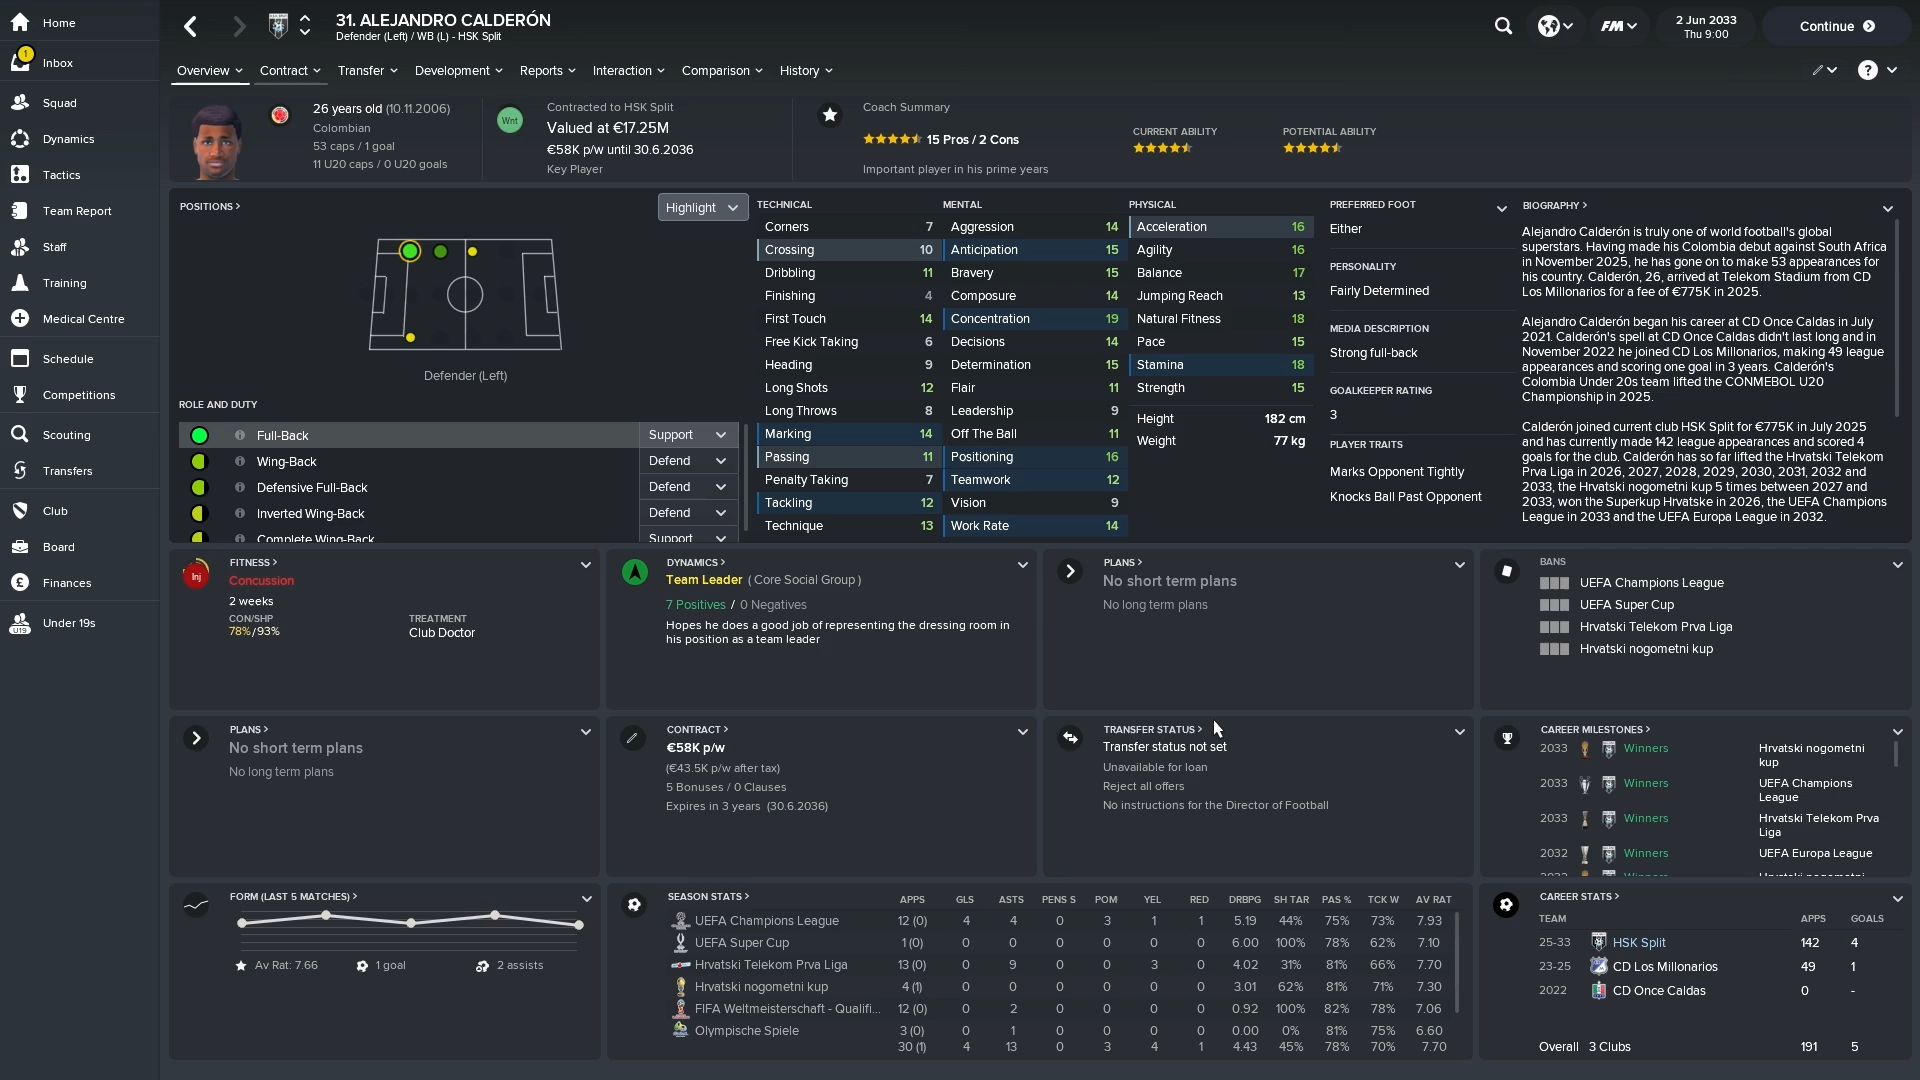 Home
1
Inbox
Squad
Dynamics
Tactics
Team Report
Staff
Training
Medical Centre
Schedule
Competitions
Scouting
Transfers
Club
Board
Finances
U19
Under 19s
31. ALEJANDRO CALDERÓN
Defender (Left) / WB (L) - HSK Split
FM
2 Jun 2033
Thu 9:00
Continue
Overview
Contract
Transfer
Development
Reports
Interaction
Comparison
History
?
26 years old (10.11.2006)
Colombian
53 caps / 1 goal
11 U20 caps / 0 U20 goals
Wnt
Contracted to HSK Split
Valued at €17.25M
€58K p/w until 30.6.2036
Key Player
Coach Summary
15 Pros / 2 Cons
Important player in his prime years
CURRENT ABILITY
POTENTIAL ABILITY
POSITIONS >
Highlight
Defender (Left)
ROLE AND DUTY
Full-Back Support
Wing-Back Defend
Defensive Full-Back Defend
Inverted Wing-Back Defend
Complete Wing-Back Support
TECHNICAL
Corners 7
Crossing 10
Dribbling 11
Finishing 4
First Touch 14
Free Kick Taking 6
Heading 9
Long Shots 12
Long Throws 8
Marking 14
Passing 11
Penalty Taking 7
Tackling 12
Technique 13
MENTAL
Aggression 14
Anticipation 15
Bravery 15
Composure 14
Concentration 19
Decisions 14
Determination 15
Flair 11
Leadership 9
Off The Ball 11
Positioning 16
Teamwork 12
Vision 9
Work Rate 14
PHYSICAL
Acceleration 16
Agility 16
Balance 17
Jumping Reach 13
Natural Fitness 18
Pace 15
Stamina 18
Strength 15
Height 182 cm
Weight 77 kg
PREFERRED FOOT
Either
PERSONALITY
Fairly Determined
MEDIA DESCRIPTION
Strong full-back
GOALKEEPER RATING
3
PLAYER TRAITS
Marks Opponent Tightly
Knocks Ball Past Opponent
BIOGRAPHY >
Alejandro Calderón is truly one of world football's global
superstars. Having made his Colombia debut against South Africa
in November 2025, he has gone on to make 53 appearances for
his country. Calderón, 26, arrived at Telekom Stadium from CD
Los Millonarios for a fee of €775K in 2025.
Alejandro Calderón began his career at CD Once Caldas in July
2021. Calderón's spell at CD Once Caldas didn't last long and in
November 2022 he joined CD Los Millonarios, making 49 league
appearances and scoring one goal in 3 years. Calderón's
Colombia Under 20s team lifted the CONMEBOL U20
Championship in 2025.
Calderón joined current club HSK Split for €775K in July 2025
and has currently made 142 league appearances and scored 4
goals for the club. Calderón has so far lifted the Hrvatski Telekom
Prva Liga in 2026, 2027, 2028, 2029, 2030, 2031, 2032 and
2033, the Hrvatski nogometni kup 5 times between 2027 and
2033, won the Superkup Hrvatske in 2026, the UEFA Champions
League in 2033 and the UEFA Europa League in 2032.
Inj
FITNESS >
Concussion
2 weeks
CON/SHP
78%/93%
TREATMENT
Club Doctor
DYNAMICS >
Team Leader ( Core Social Group )
7 Positives / 0 Negatives
Hopes he does a good job of representing the dressing room in
his position as a team leader
PLANS >
No short term plans
No long term plans
BANS
UEFA Champions League
UEFA Super Cup
Hrvatski Telekom Prva Liga
Hrvatski nogometni kup
PLANS >
No short term plans
No long term plans
CONTRACT >
€58K p/w
(€43.5K p/w after tax)
5 Bonuses / 0 Clauses
Expires in 3 years (30.6.2036)
TRANSFER STATUS >
Transfer status not set
Unavailable for loan
Reject all offers
No instructions for the Director of Football
CAREER MILESTONES >
2033 Winners Hrvatski nogometni
kup
2033 Winners UEFA Champions
League
2033 Winners Hrvatski Telekom Prva
Liga
2032 Winners UEFA Europa League
FORM (LAST 5 MATCHES) >
Av Rat: 7.66
1 goal
2 assists
SEASON STATS > APPS GLS ASTS PENS S POM YEL RED DRBPG SH TAR PAS % TCK W AV RAT
UEFA Champions League 12 (0) 4 4 0 3 1 1 5.19 44% 75% 73% 7.93
UEFA Super Cup 1 (0) 0 0 0 0 0 0 6.00 100% 78% 62% 7.10
Hrvatski Telekom Prva Liga 13 (0) 0 9 0 0 3 0 4.02 31% 81% 66% 7.70
Hrvatski nogometni kup 4 (1) 0 0 0 0 0 0 3.01 62% 81% 71% 7.30
FIFA Weltmeisterschaft - Qualifi... 12 (0) 0 2 0 0 0 0 0.92 100% 82% 78% 7.06
Olympische Spiele 3 (0) 0 1 0 0 0 0 0.00 0% 81% 75% 6.60
30 (1) 4 13 0 3 4 1 4.43 45% 78% 70% 7.70
CAREER STATS >
TEAM APPS GOALS
25-33 HSK Split 142 4
23-25 CD Los Millonarios 49 1
2022 CD Once Caldas 0 -
Overall 3 Clubs 191 5